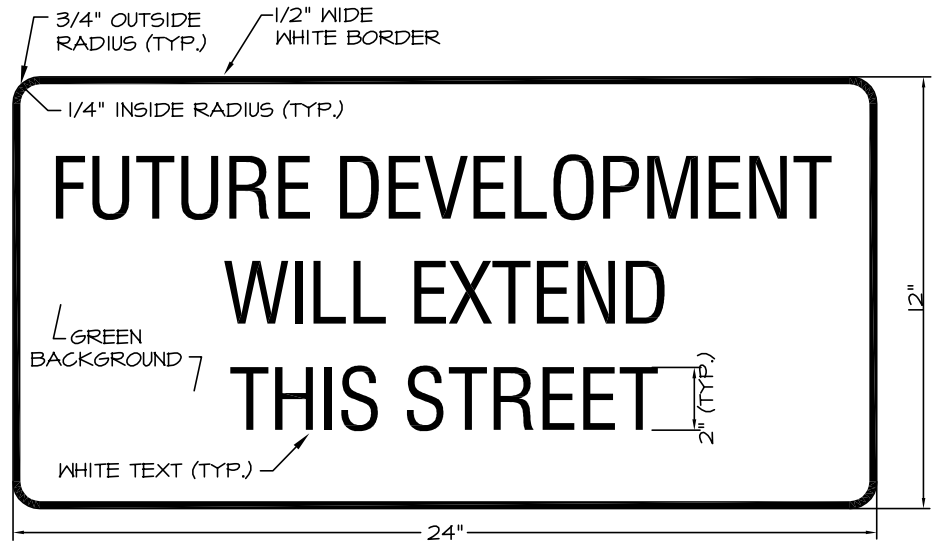 3/4" OUTSIDE
RADIUS (TYP.)
1/2" WIDE
WHITE BORDER
1/4" INSIDE RADIUS (TYP.)
FUTURE DEVELOPMENT
WILL EXTEND
THIS STREET
GREEN
BACKGROUND
12"
2" (TYP.)
WHITE TEXT (TYP.)
24"